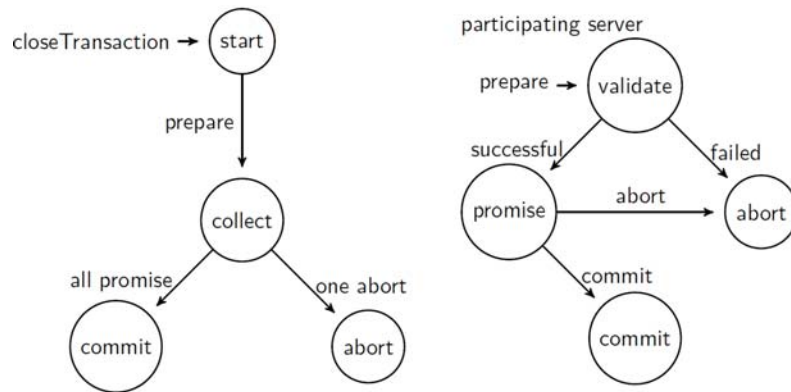 closeTransaction
start
prepare
collect
all promise
one abort
commit
abort
participating server
prepare
validate
successful
failed
promise
abort
abort
commit
commit